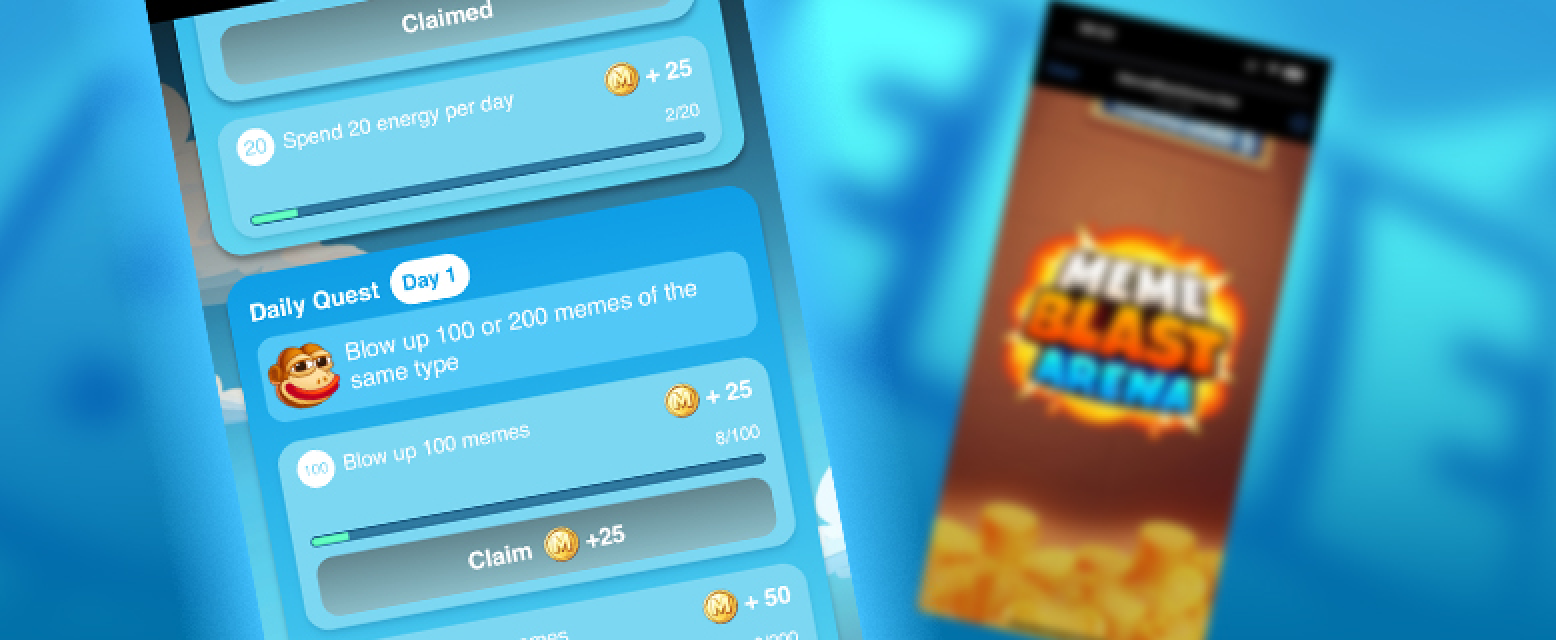 Claimed
+ 25
20 Spend 20 energy per day
2/20
Daily Quest Day 1
Blow up 100 or 200 memes of the
same type
+ 25
100 Blow up 100 memes
8/100
Claim M +25
+ 50
MEME
BLAST
ARENA